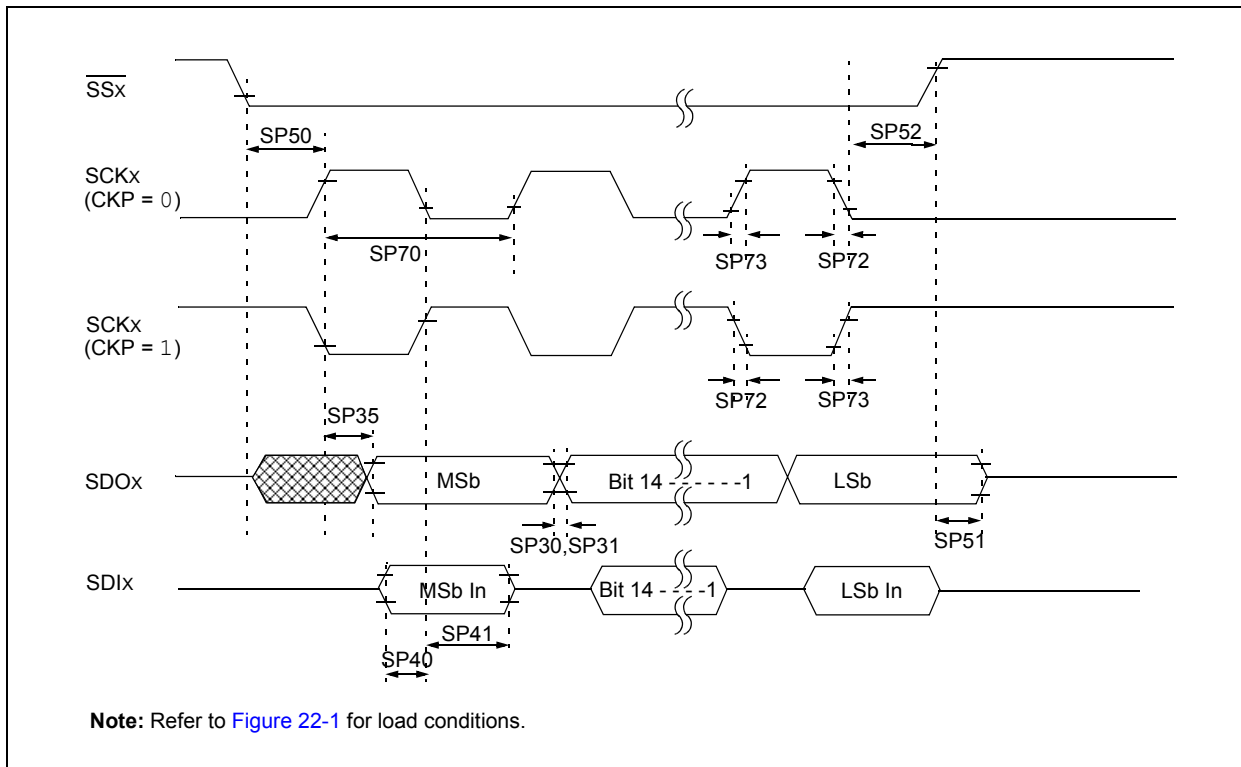 SSx
SP50
SP52
SCKx
(CKP = 0)
SP70
SP73
SP72
SCKx
(CKP = 1)
SP72
SP73
SP35
SDOx
MSb
Bit 14 - - - - - -1
LSb
SP30,SP31
SP51
SDIx
MSb In
Bit 14 - - - -1
LSb In
SP41
SP40
Note: Refer to Figure 22-1 for load conditions.